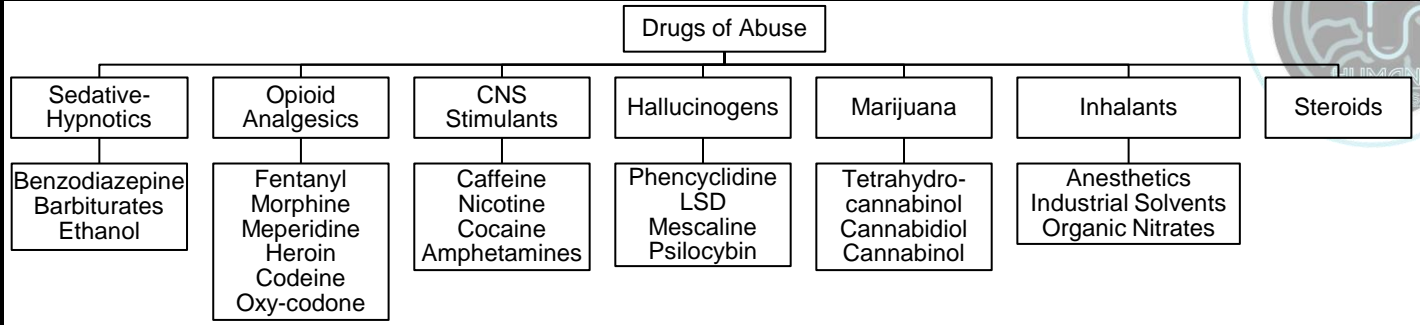 Drugs of Abuse
Sedative-
Hypnotics
Opioid
Analgesics
CNS
Stimulants
Hallucinogens
Marijuana
Inhalants
Steroids
Benzodiazepine
Barbiturates
Ethanol
Fentanyl
Morphine
Meperidine
Heroin
Codeine
Oxy-codone
Caffeine
Nicotine
Cocaine
Amphetamines
Phencyclidine
LSD
Mescaline
Psilocybin
Tetrahydro-
cannabinol
Cannabidiol
Cannabinol
Anesthetics
Industrial Solvents
Organic Nitrates